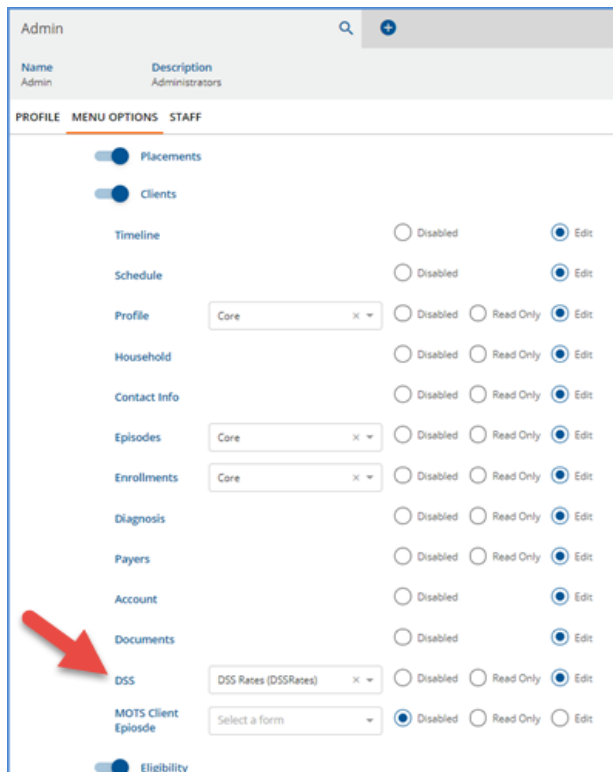 Admin
Name Description
Admin Administrators
PROFILE MENU OPTIONS STAFF
Placements
Clients
Timeline Disabled Edit
Schedule Disabled Edit
Profile Core Disabled Read Only Edit
Household Disabled Read Only Edit
Contact Info Disabled Read Only Edit
Episodes Core Disabled Read Only Edit
Enrollments Core Disabled Read Only Edit
Diagnosis Disabled Read Only Edit
Payers Disabled Read Only Edit
Account Disabled Edit
Documents Disabled Edit
DSS DSS Rates (DSSRates) Disabled Read Only Edit
MOTS Client
Epiosde Select a form Disabled Read Only Edit
Eligibility